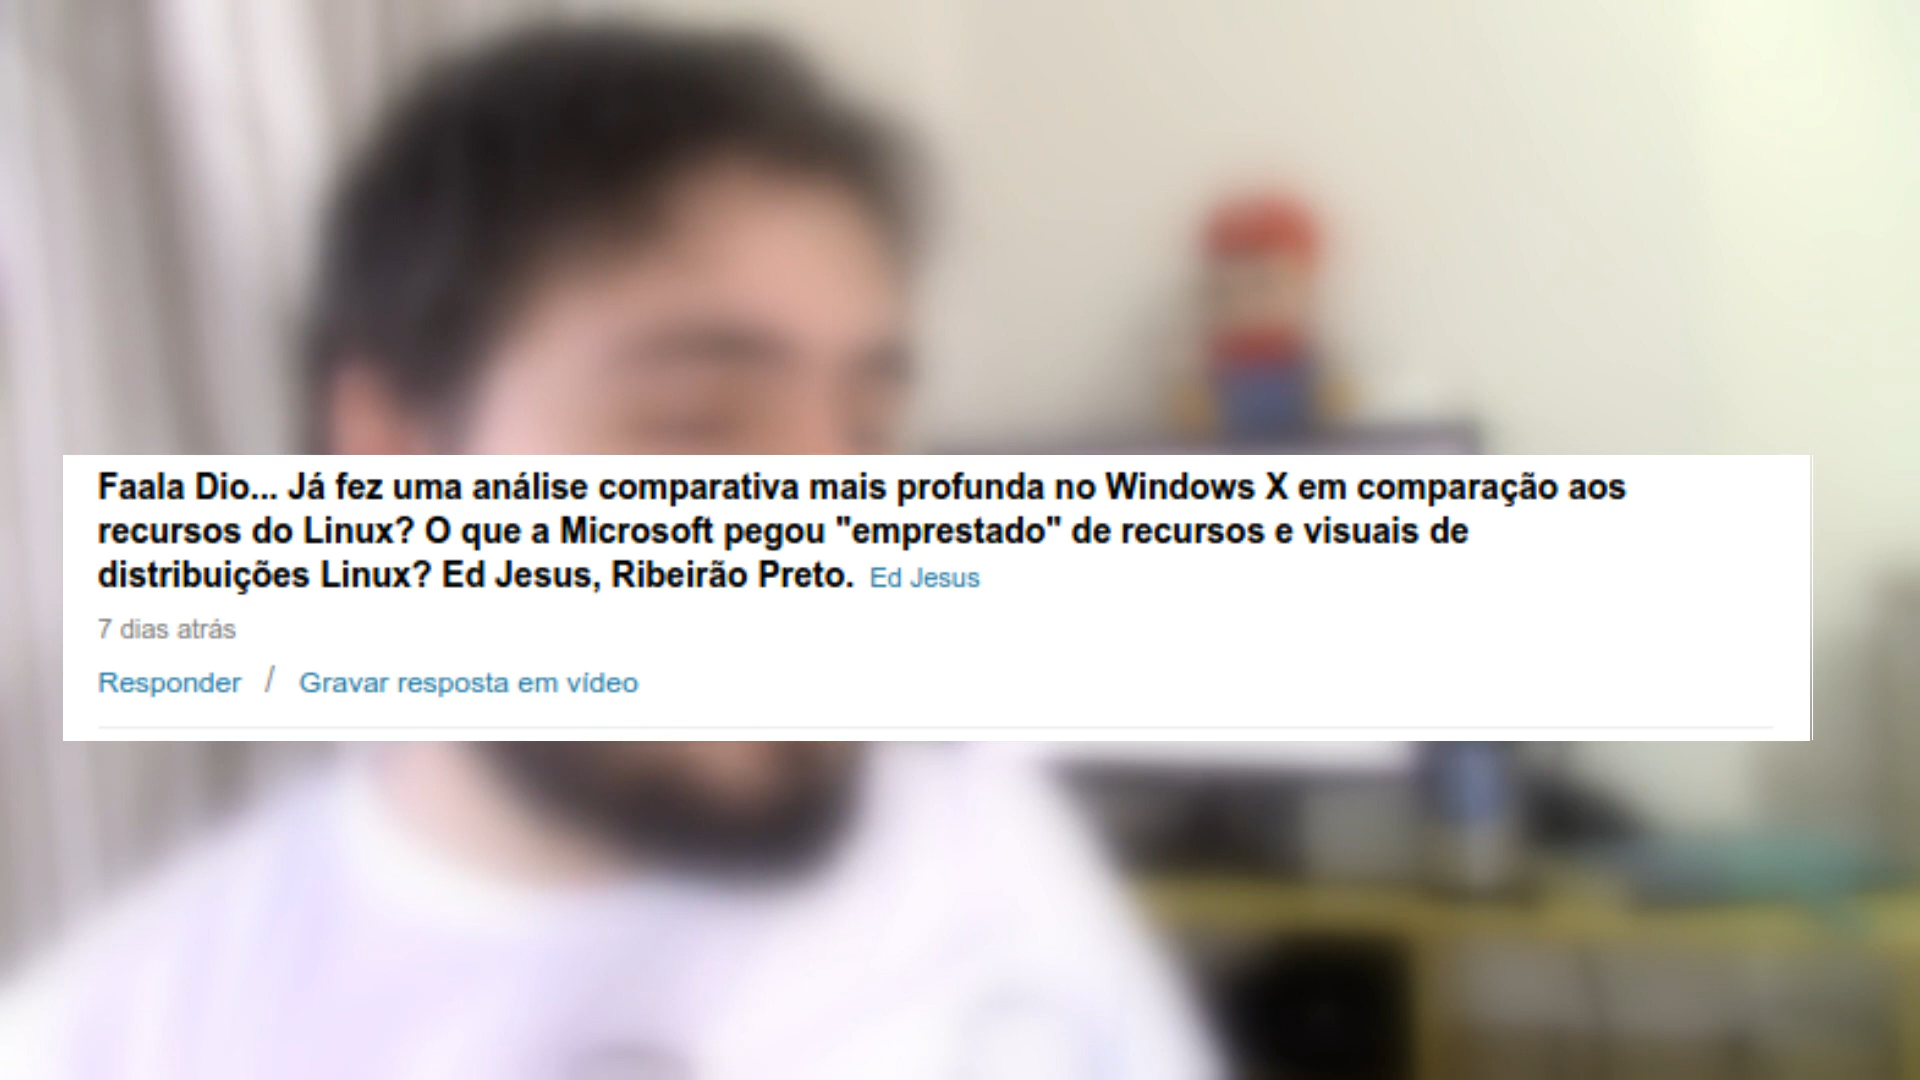 Faala Dio... Já fez uma análise comparativa mais profunda no Windows X em comparação aos
recursos do Linux? O que a Microsoft pegou "emprestado" de recursos e visuais de
distribuições Linux? Ed Jesus, Ribeirão Preto. Ed Jesus
7 dias atrás
Responder / Gravar resposta em vídeo